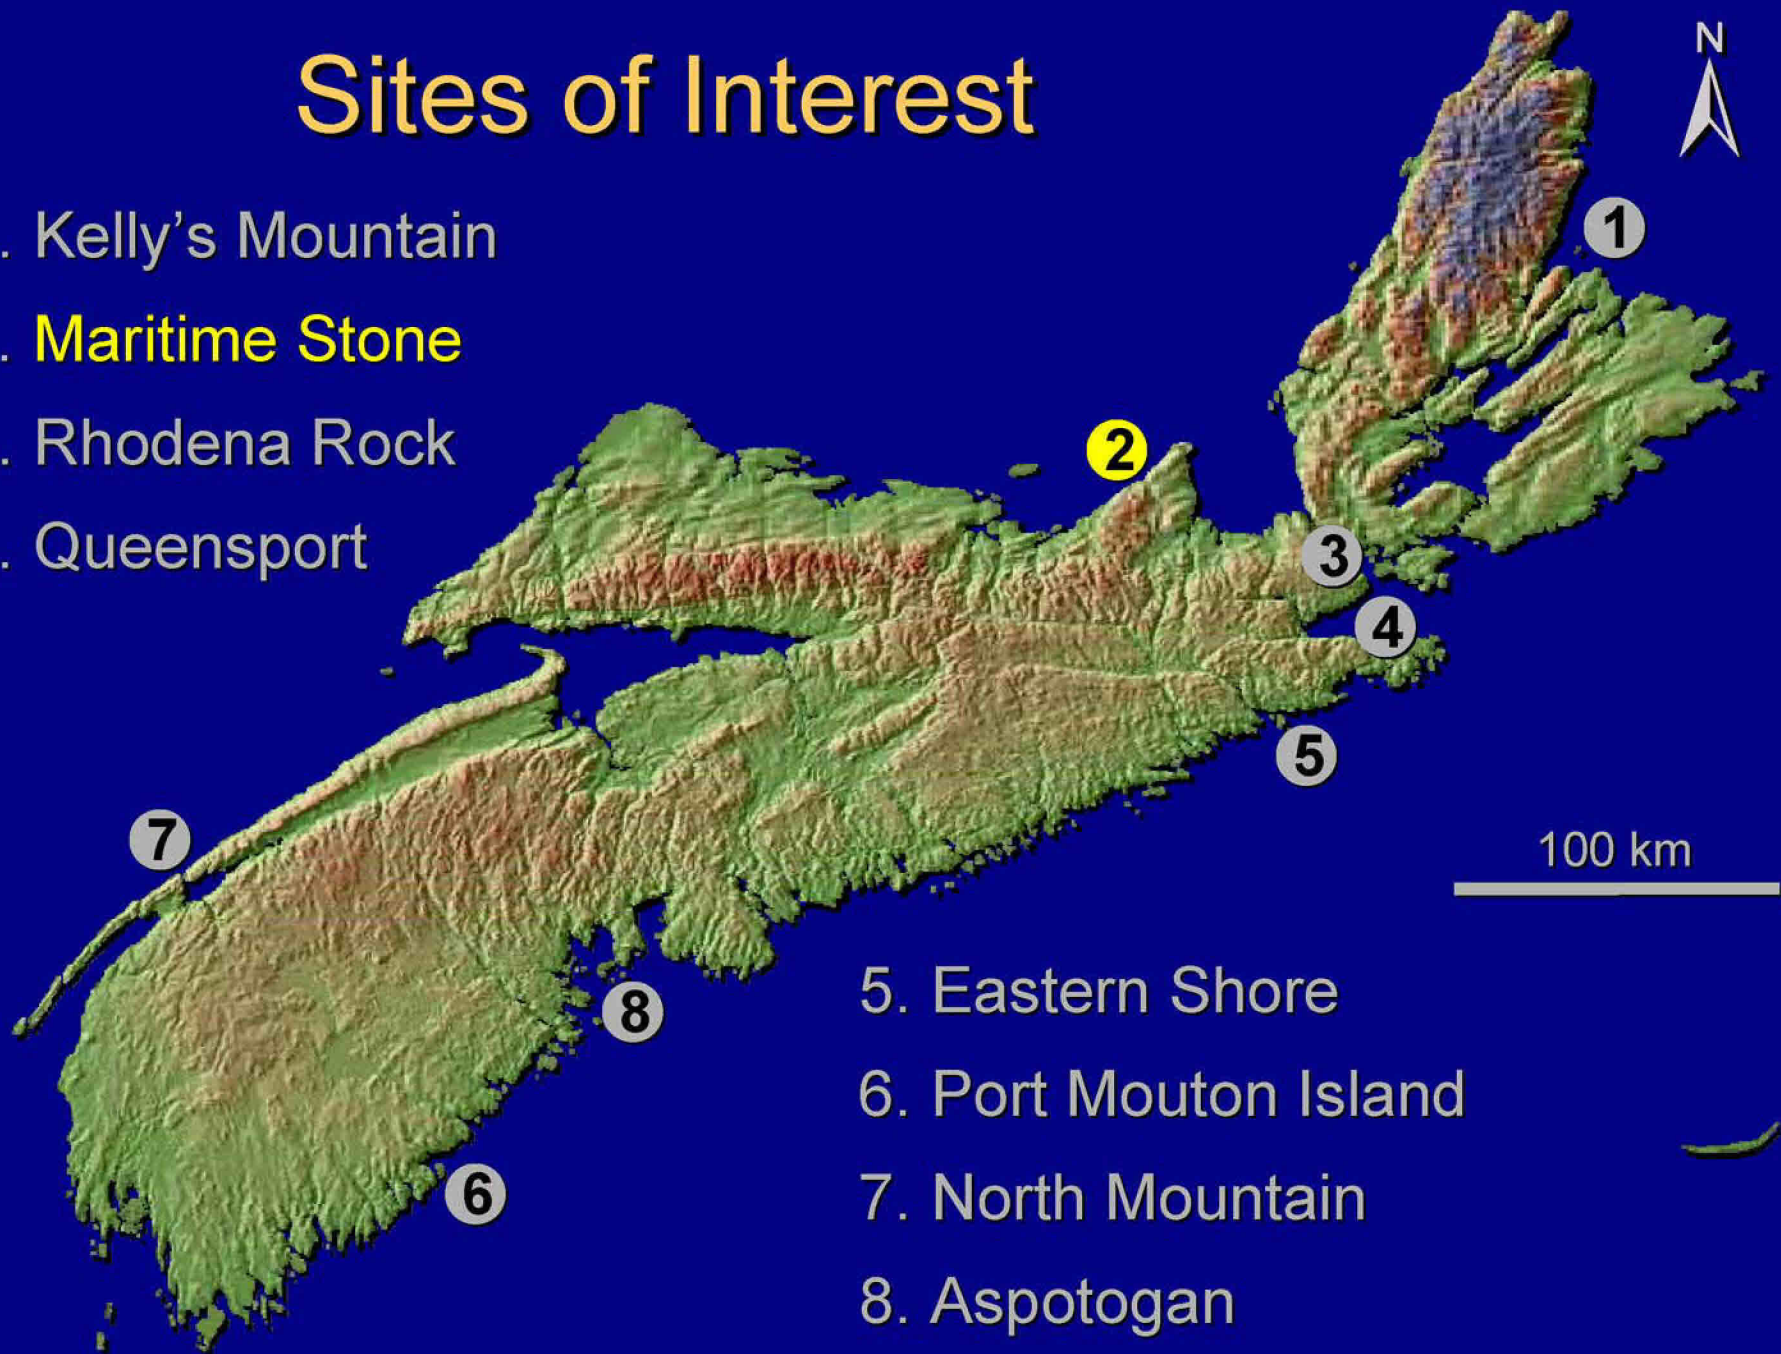 Sites of Interest
N
. Kelly's Mountain
. Maritime Stone
. Rhodena Rock
. Queensport
1
2
3
4
5
7
100 km
8
6
5. Eastern Shore
6. Port Mouton Island
7. North Mountain
8. Aspotogan